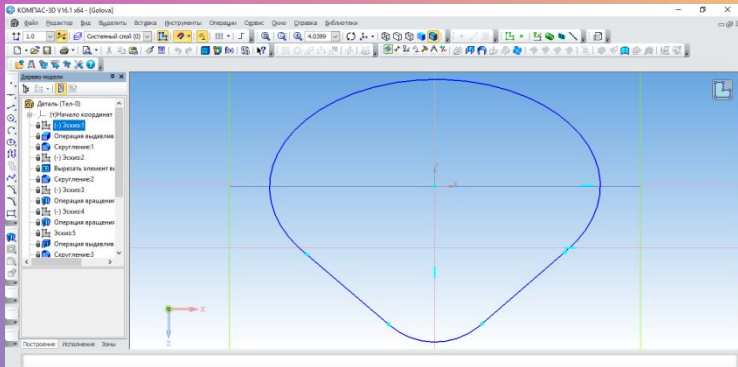 КОМПАС-3D V16.1 x64 - [Golova]
Файл Редактор Вид Выделить Вставка Инструменты Операции Сервис Окно Справка Библиотеки
1.0 Системный слой (0) 4.0399
Дерево модели
Деталь (Тел-0)
(т)Начало координат
(-) Эскиз:1
Операция выдавлив
Скругление:1
(-) Эскиз:2
Вырезать элемент вы
Скругление:2
(-) Эскиз:3
Операция вращения
(-) Эскиз:4
Операция вращения
Эскиз:5
Операция выдавлив
Скругление:3
Построение Исполнения Зоны
X
Z